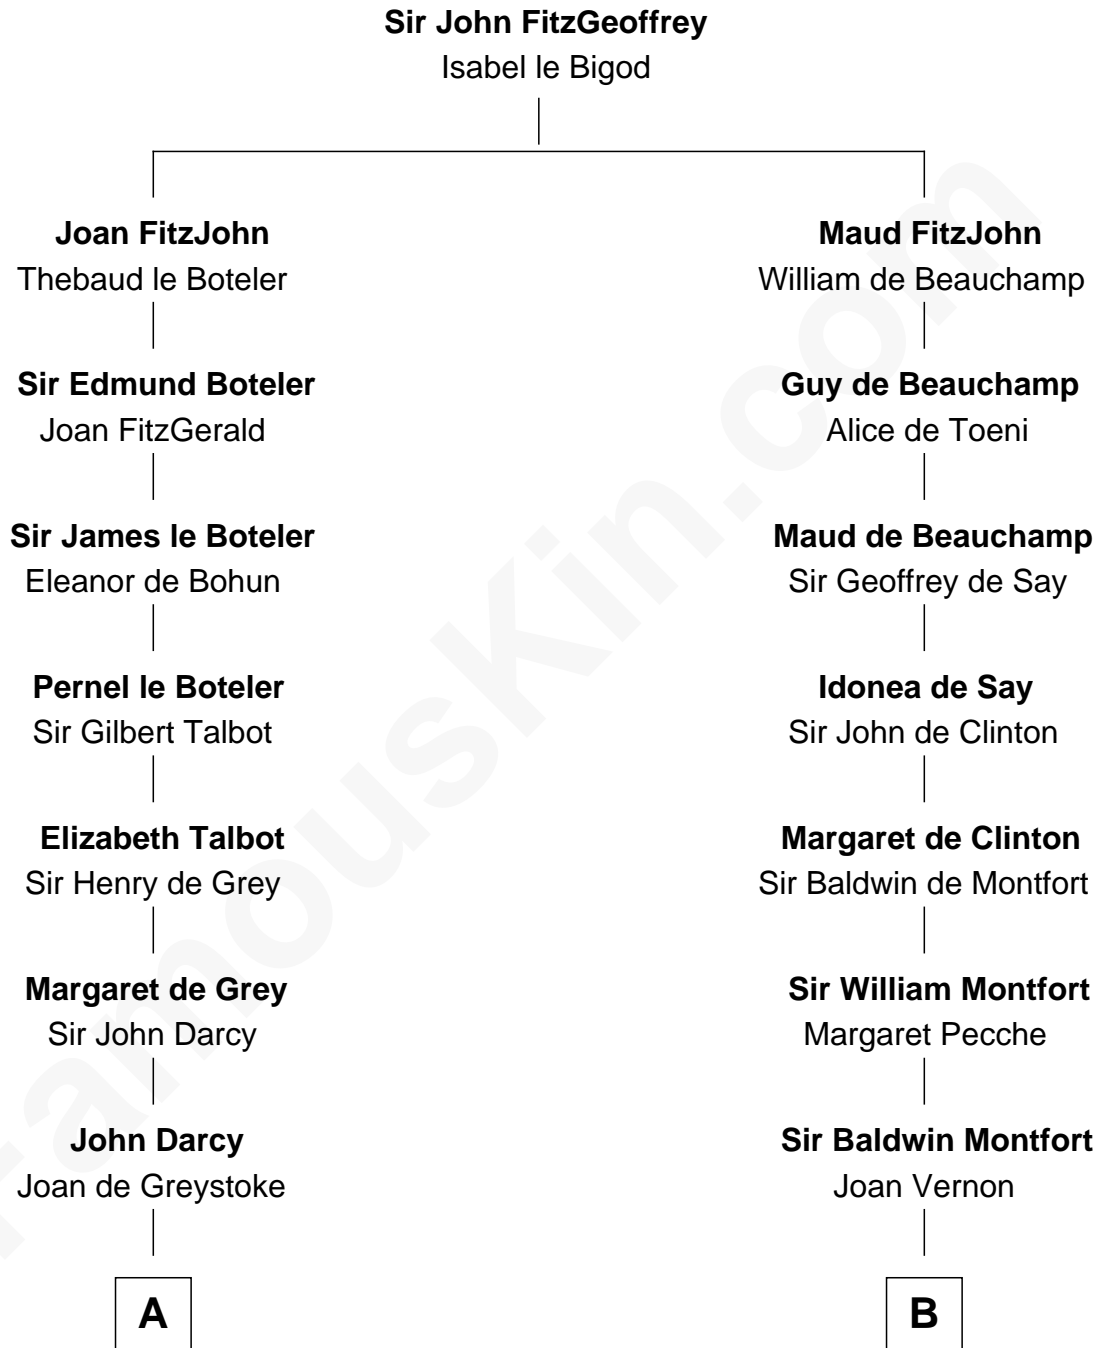 Sir John FitzGeoffrey
Isabel le Bigod
Joan FitzJohn
Thebaud le Boteler
Maud FitzJohn
William de Beauchamp
Sir Edmund Boteler
Joan FitzGerald
Guy de Beauchamp
Alice de Toeni
Sir James le Boteler
Eleanor de Bohun
Maud de Beauchamp
Sir Geoffrey de Say
Pernel le Boteler
Sir Gilbert Talbot
Idonea de Say
Sir John de Clinton
Elizabeth Talbot
Sir Henry de Grey
Margaret de Clinton
Sir Baldwin de Montfort
Margaret de Grey
Sir John Darcy
Sir William Montfort
Margaret Pecche
John Darcy
Joan de Greystoke
Sir Baldwin Montfort
Joan Vernon
A
B
FamousKin.com